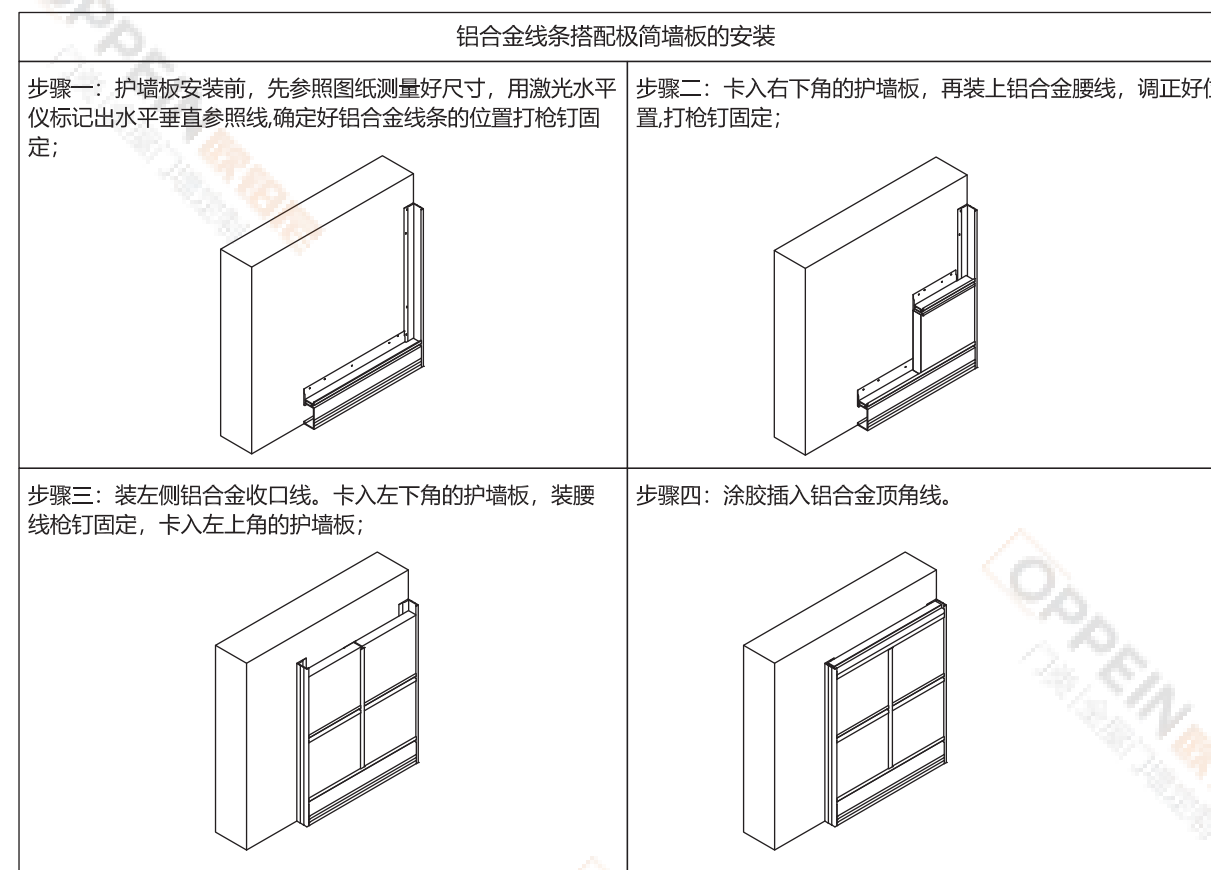 铝合金线条搭配极简墙板的安装
步骤一：护墙板安装前，先参照图纸测量好尺寸，用激光水平
仪标记出水平垂直参照线,确定好铝合金线条的位置打枪钉固
定；
步骤二：卡入右下角的护墙板，再装上铝合金腰线，调正好位
置,打枪钉固定；
步骤三：装左侧铝合金收口线。卡入左下角的护墙板，装腰
线枪钉固定，卡入左上角的护墙板；
步骤四：涂胶插入铝合金顶角线。
OPPEIN
OPPEIN